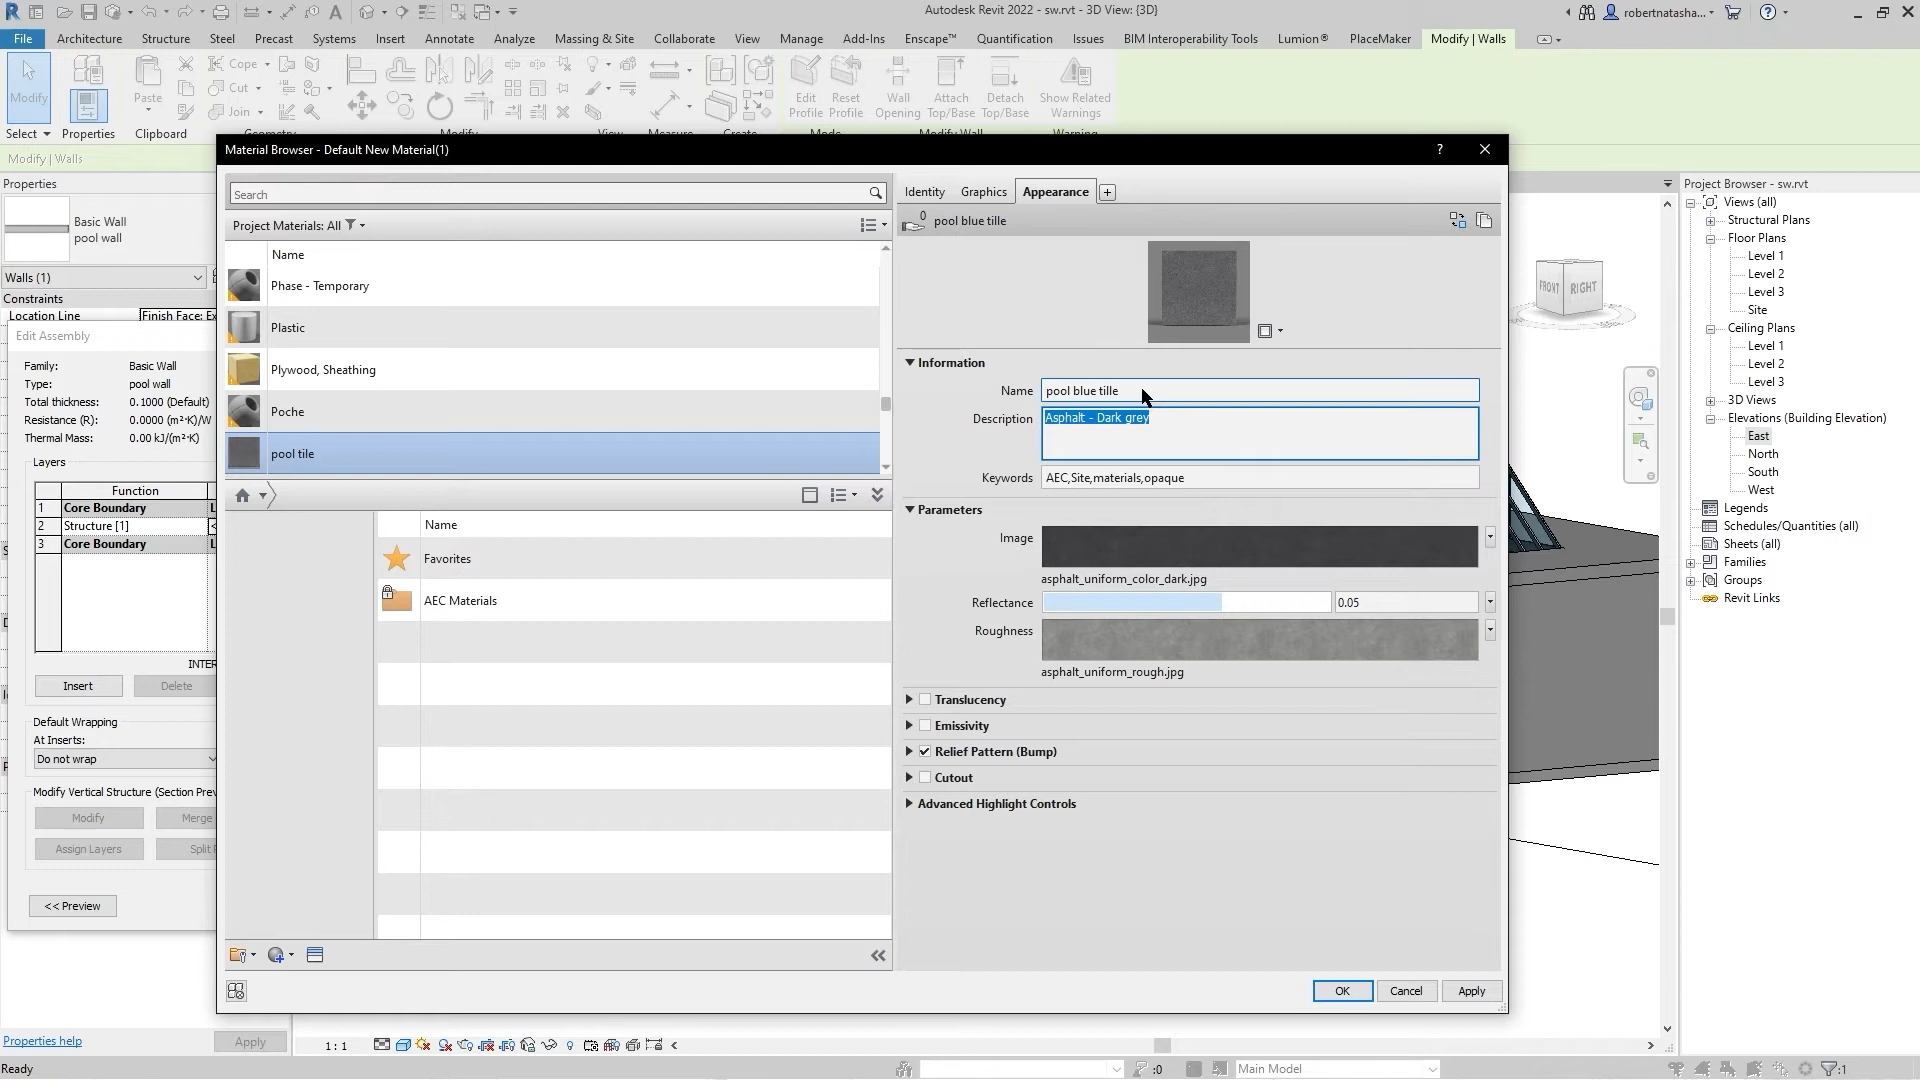 Autodesk Revit 2022 - sw.rvt - 3D View: {3D}
robertnatasha...
File Architecture Structure Steel Precast Systems Insert Annotate Analyze Massing & Site Collaborate View Manage Add-Ins Enscape™ Quantification Issues BIM Interoperability Tools Lumion® PlaceMaker Modify | Walls
Modify
Paste
Cope
Cut
Join
Edit Profile
Reset Profile
Wall Opening
Attach Top/Base
Detach Top/Base
Show Related Warnings
Select Properties Clipboard Geometry Modify View Measure Create Mode Modify Wall Warning
Modify | Walls
Properties
Basic Wall
pool wall
Walls (1)
Constraints
Location Line Finish Face: Ex
Edit Assembly
Family: Basic Wall
Type: pool wall
Total thickness: 0.1000 (Default)
Resistance (R): 0.0000 (m²·K)/W
Thermal Mass: 0.00 kJ/(m²·K)
Layers
Function
1 Core Boundary L
2 Structure [1] <
3 Core Boundary L
INTER
Insert Delete
Default Wrapping
At Inserts:
Do not wrap
Modify Vertical Structure (Section Prev
Modify Merge
Assign Layers Split R
<< Preview
Properties help Apply
Ready
Material Browser - Default New Material(1)
?
Search
Project Materials: All
Name
Phase - Temporary
Plastic
Plywood, Sheathing
Poche
pool tile
Name
Favorites
AEC Materials
Identity Graphics Appearance +
0
pool blue tille
Information
Name pool blue tille
Description Asphalt - Dark grey
Keywords AEC,Site,materials,opaque
Parameters
Image
asphalt_uniform_color_dark.jpg
Reflectance 0.05
Roughness
asphalt_uniform_rough.jpg
Translucency
Emissivity
Relief Pattern (Bump)
Cutout
Advanced Highlight Controls
OK Cancel Apply
FRONT RIGHT
Project Browser - sw.rvt
Views (all)
Structural Plans
Floor Plans
Level 1
Level 2
Level 3
Site
Ceiling Plans
Level 1
Level 2
Level 3
3D Views
Elevations (Building Elevation)
East
North
South
West
Legends
Schedules/Quantities (all)
Sheets (all)
Families
Groups
Revit Links
1 : 1
:0
Main Model
:1